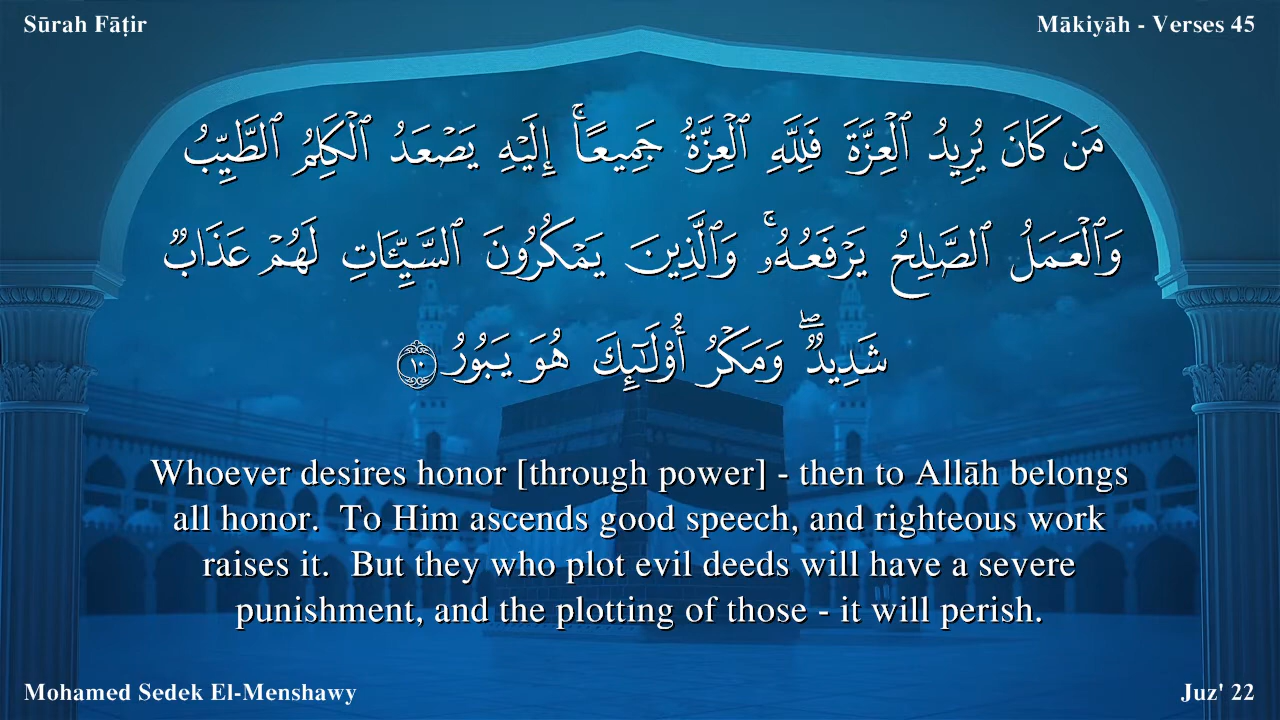 Sūrah Fāṭir
Mākiyāh - Verses 45
مَن كَانَ يُرِيدُ ٱلْعِزَّةَ فَلِلَّهِ ٱلْعِزَّةُ جَمِيعًاۚ إِلَيْهِ يَصْعَدُ ٱلْكَلِمُ ٱلطَّيِّبُ
وَٱلْعَمَلُ ٱلصَّـٰلِحُ يَرْفَعُهُۥۚ وَٱلَّذِينَ يَمْكُرُونَ ٱلسَّيِّـَٔاتِ لَهُمْ عَذَابٌ
شَدِيدٌۖ وَمَكْرُ أُو۟لَـٰٓئِكَ هُوَ يَبُورُ ١٠
Whoever desires honor [through power] - then to Allāh belongs
all honor. To Him ascends good speech, and righteous work
raises it. But they who plot evil deeds will have a severe
punishment, and the plotting of those - it will perish.
Mohamed Sedek El-Menshawy
Juz' 22